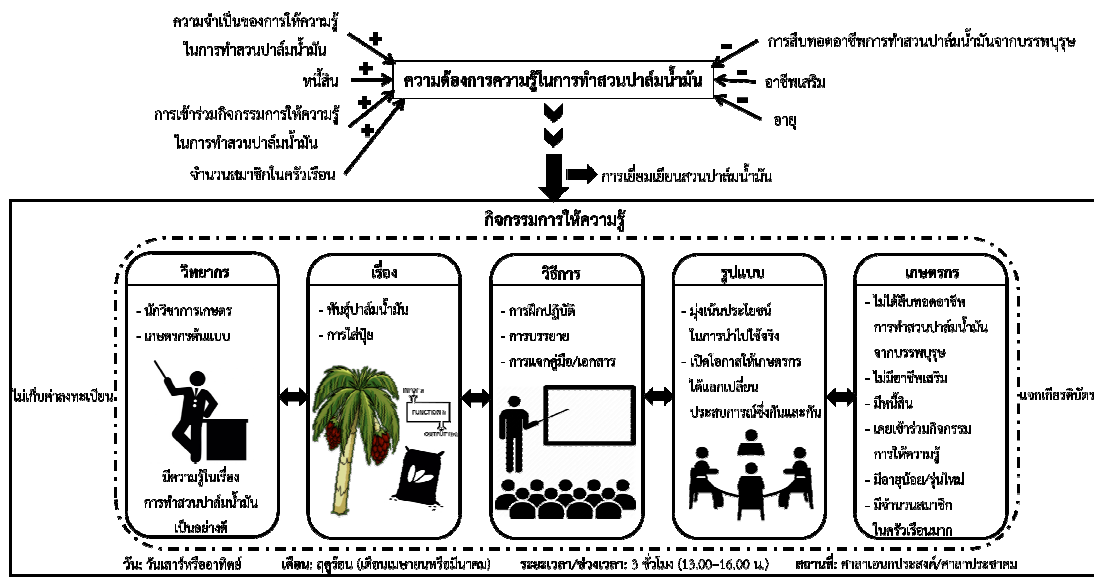 ความจำเป็นของการให้ความรู้
ในการทำสวนปาล์มน้ำมัน
+
หนี้สิน
+
การเข้าร่วมกิจกรรมการให้ความรู้
ในการทำสวนปาล์มน้ำมัน
+
จำนวนสมาชิกในครัวเรือน
+
ความต้องการความรู้ในการทำสวนปาล์มน้ำมัน
-
การสืบทอดอาชีพการทำสวนปาล์มน้ำมันจากบรรพบุรุษ
-
อาชีพเสริม
-
อายุ
การเยี่ยมเยียนสวนปาล์มน้ำมัน
กิจกรรมการให้ความรู้
ไม่เก็บค่าลงทะเบียน
วิทยากร
- นักวิชาการเกษตร
- เกษตรกรต้นแบบ
มีความรู้ในเรื่อง
การทำสวนปาล์มน้ำมัน
เป็นอย่างดี
เรื่อง
- พันธุ์ปาล์มน้ำมัน
- การใส่ปุ๋ย
INPUT x
FUNCTION f:
OUTPUT f(x)
วิธีการ
- การฝึกปฏิบัติ
- การบรรยาย
- การแจกคู่มือ/เอกสาร
รูปแบบ
- มุ่งเน้นประโยชน์
ในการนำไปใช้จริง
- เปิดโอกาสให้เกษตรกร
ได้แลกเปลี่ยน
ประสบการณ์ซึ่งกันและกัน
เกษตรกร
- ไม่ได้สืบทอดอาชีพ
การทำสวนปาล์มน้ำมัน
จากบรรพบุรุษ
- ไม่มีอาชีพเสริม
- มีหนี้สิน
- เคยเข้าร่วมกิจกรรม
การให้ความรู้
- มีอายุน้อย/รุ่นใหม่
- มีจำนวนสมาชิก
ในครัวเรือนมาก
แจกเกียรติบัตร
วัน: วันเสาร์หรืออาทิตย์ เดือน: ฤดูร้อน (เดือนเมษายนหรือมีนาคม) ระยะเวลา/ช่วงเวลา: 3 ชั่วโมง (13.00-16.00 น.) สถานที่: ศาลาเอนกประสงค์/ศาลาประชาคม